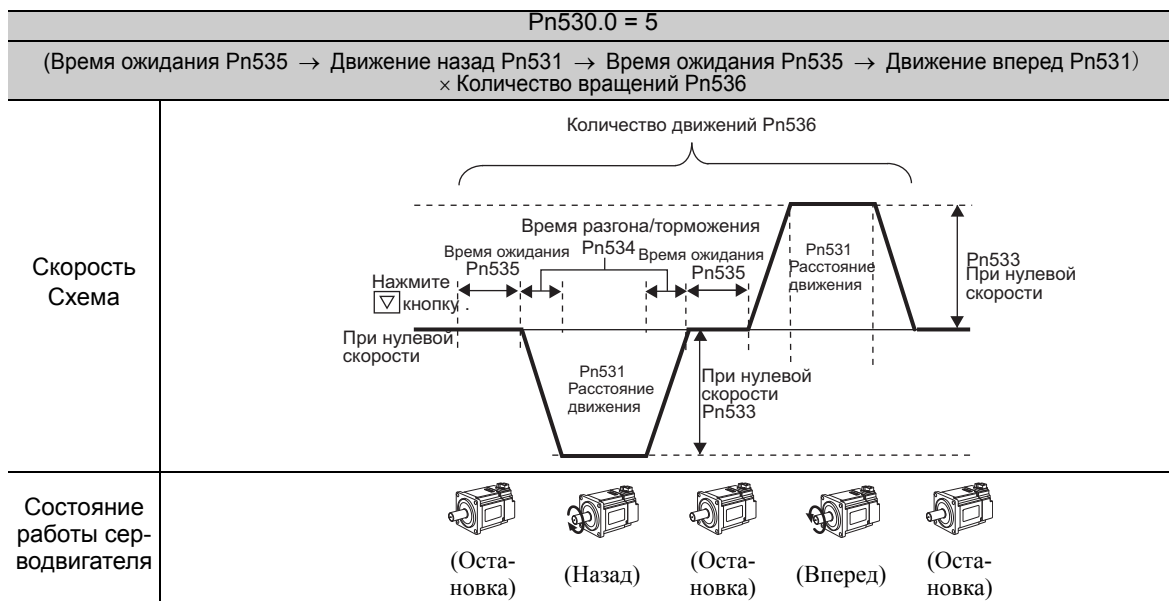 Pn530.0 = 5
(Время ожидания Pn535 → Движение назад Pn531 → Время ожидания Pn535 → Движение вперед Pn531)
× Количество вращений Pn536
Скорость
Схема
Количество движений Pn536
Время разгона/торможения
Pn534
Время ожидания
Pn535
Время ожидания
Pn535
Нажмите
▽ кнопку .
При нулевой
скорости
Pn531
Расстояние
движения
При нулевой
скорости
Pn533
Pn531
Расстояние
движения
Pn533
При нулевой
скорости
Состояние
работы сер-
водвигателя
(Оста-
новка)
(Назад)
(Оста-
новка)
(Вперед)
(Оста-
новка)